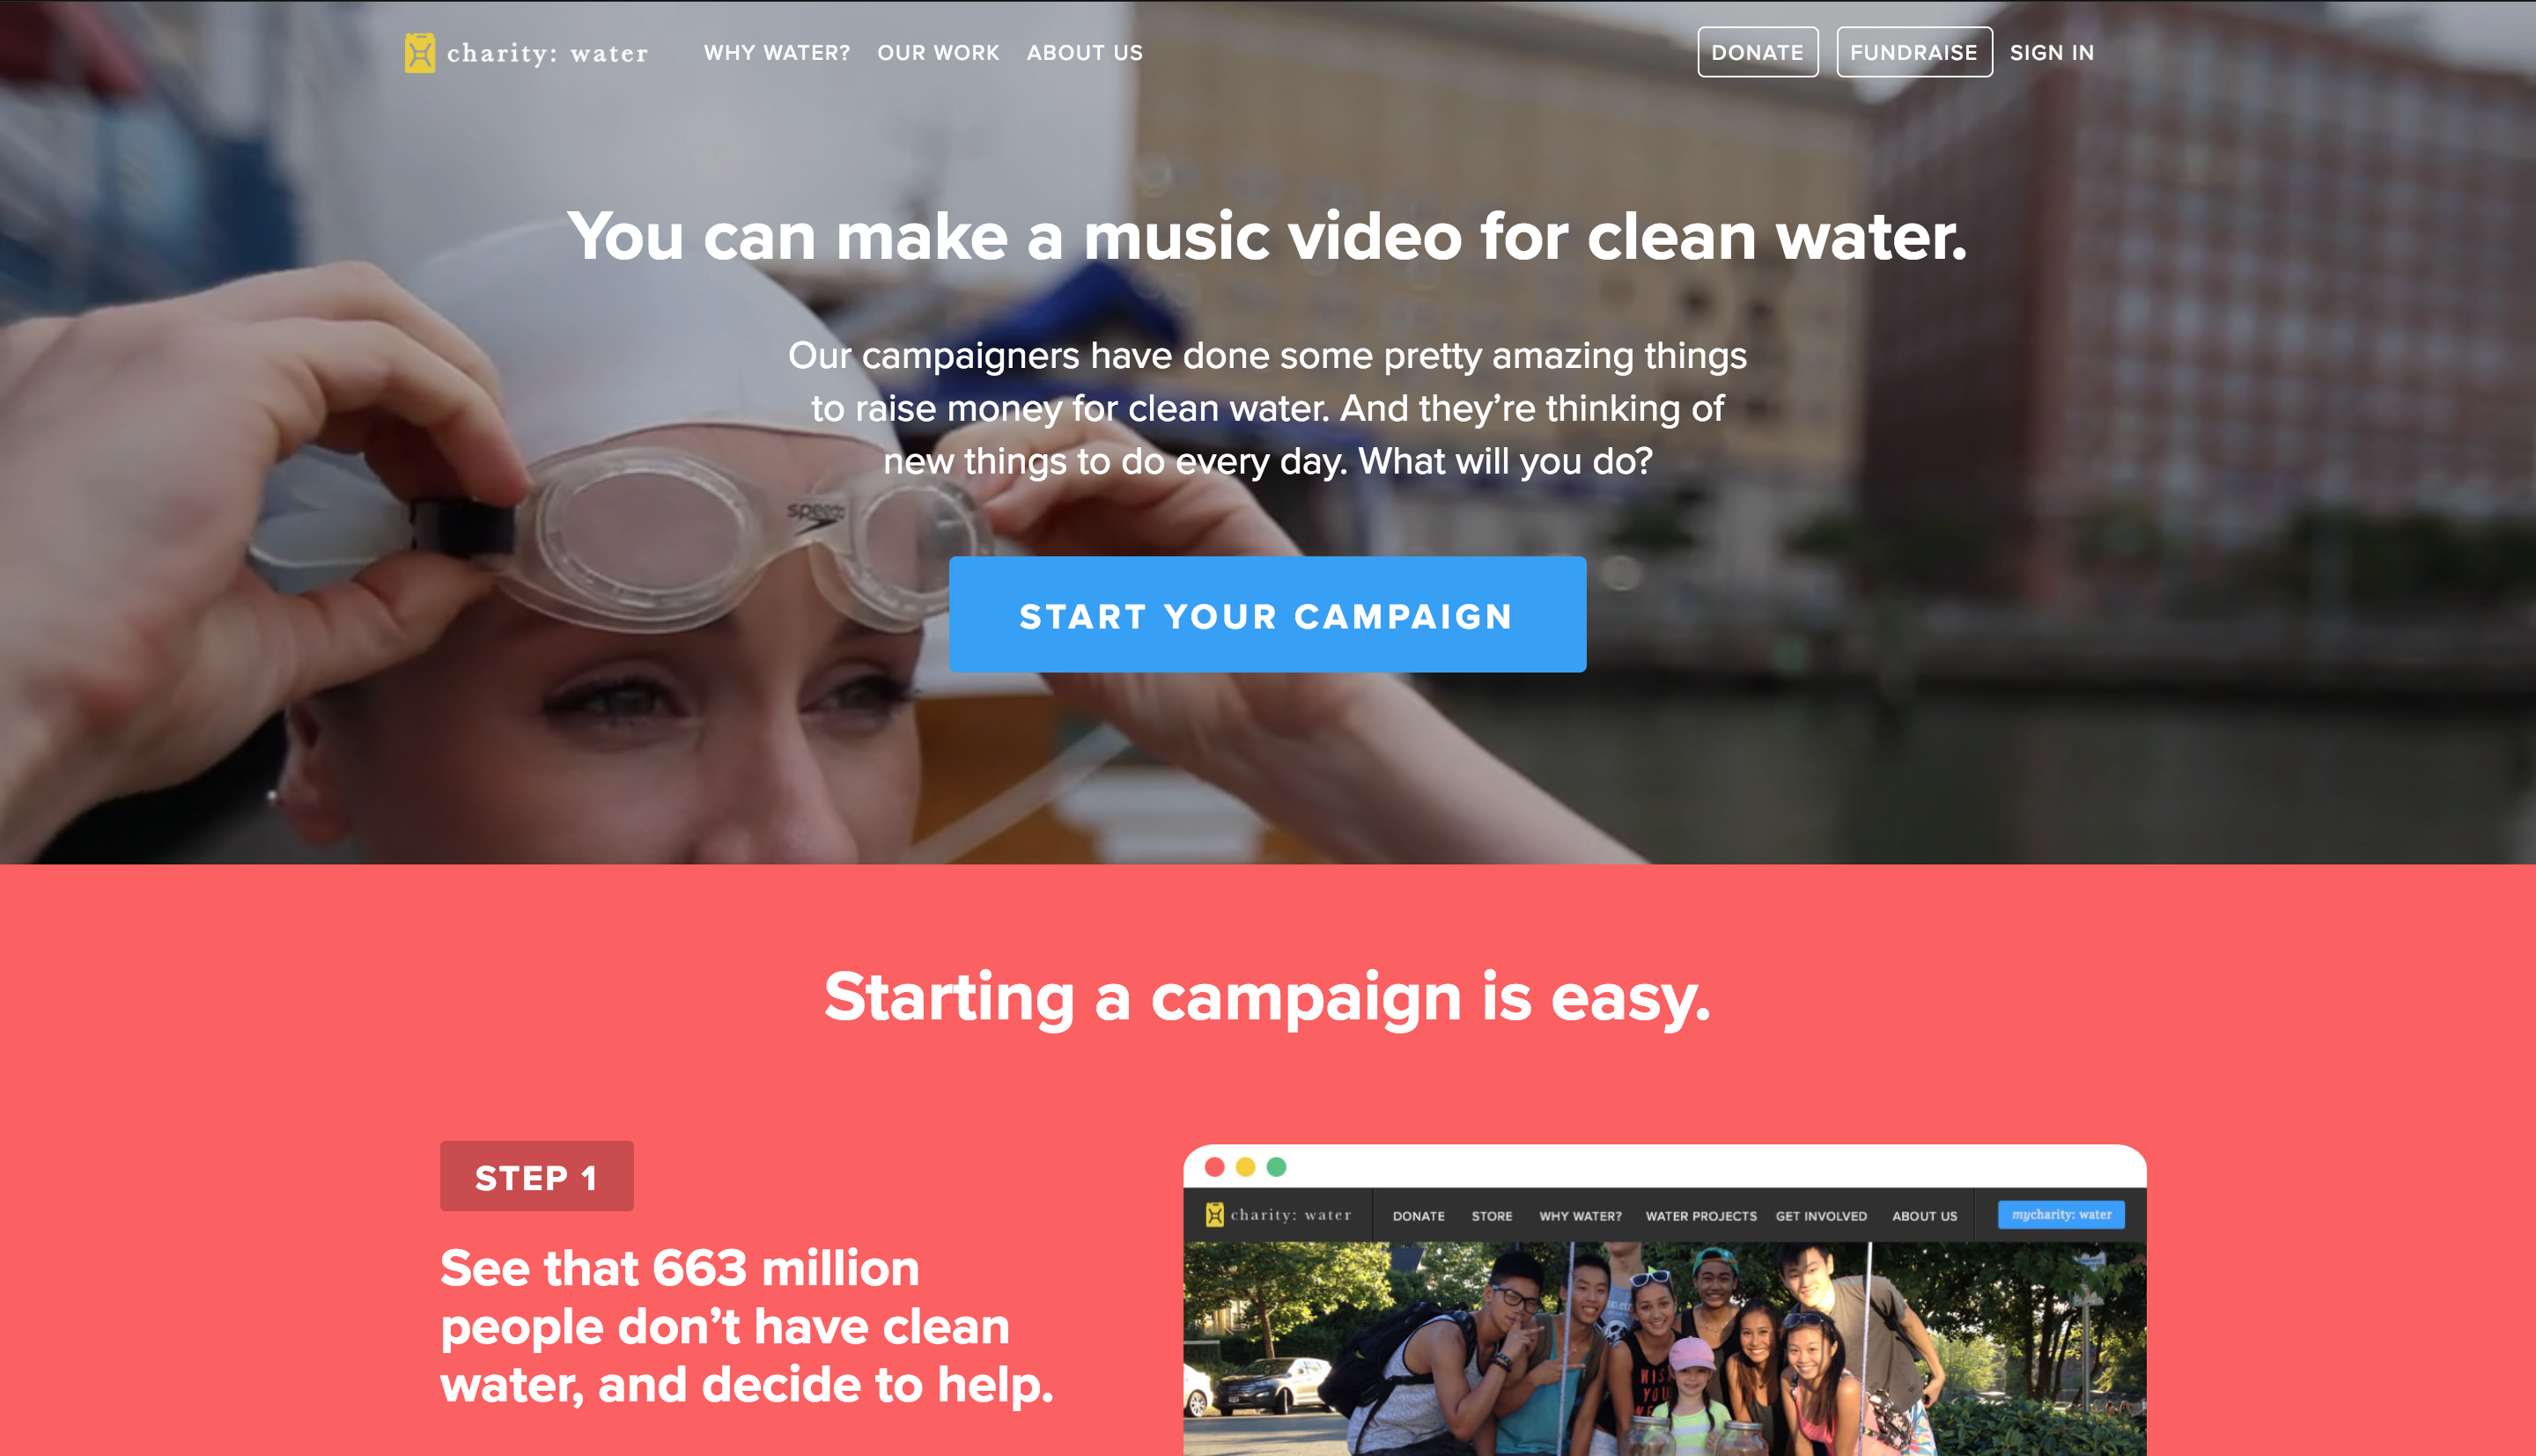 charity: water
WHY WATER?
OUR WORK
ABOUT US
DONATE
FUNDRAISE
SIGN IN
You can make a music video for clean water.
Our campaigners have done some pretty amazing things
to raise money for clean water. And they’re thinking of
new things to do every day. What will you do?
speedo
START YOUR CAMPAIGN
Starting a campaign is easy.
STEP 1
See that 663 million
people don’t have clean
water, and decide to help.
charity: water
DONATE
STORE
WHY WATER?
WATER PROJECTS
GET INVOLVED
ABOUT US
mycharity: water
WISH
YOU